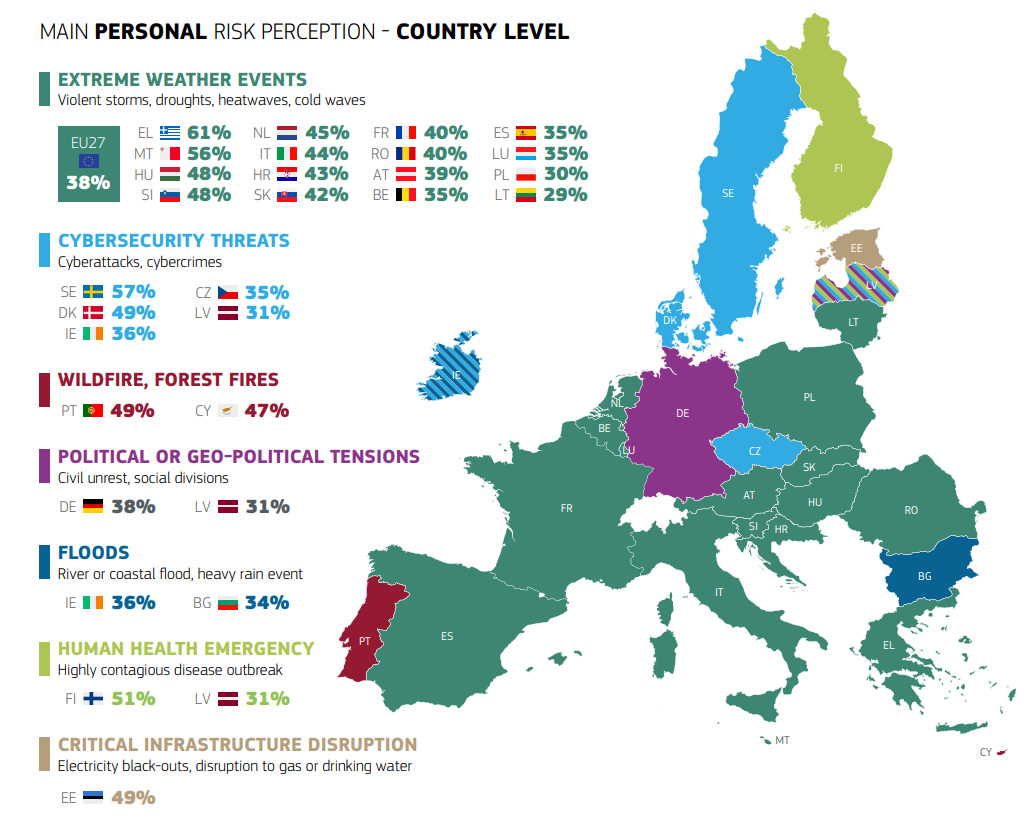 MAIN PERSONAL RISK PERCEPTION - COUNTRY LEVEL
EXTREME WEATHER EVENTS
Violent storms, droughts, heatwaves, cold waves
EU27
38%
EL 61% NL 45% FR 40% ES 35%
MT 56% IT 44% RO 40% LU 35%
HU 48% HR 43% AT 39% PL 30%
SI 48% SK 42% BE 35% LT 29%
CYBERSECURITY THREATS
Cyberattacks, cybercrimes
SE 57% CZ 35%
DK 49% LV 31%
IE 36%
WILDFIRE, FOREST FIRES
PT 49% CY 47%
POLITICAL OR GEO-POLITICAL TENSIONS
Civil unrest, social divisions
DE 38% LV 31%
FLOODS
River or coastal flood, heavy rain event
IE 36% BG 34%
HUMAN HEALTH EMERGENCY
Highly contagious disease outbreak
FI 51% LV 31%
CRITICAL INFRASTRUCTURE DISRUPTION
Electricity black-outs, disruption to gas or drinking water
EE 49%
FI
SE
EE
LV
DK
LT
IE
NL
DE
PL
BE
LU
CZ
SK
FR
AT
HU
RO
SI
HR
BG
IT
PT
ES
EL
MT
CY